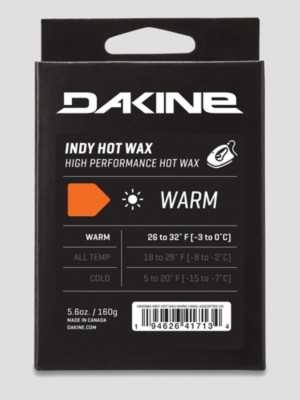 DAKINE
INDY HOT WAX
HIGH PERFORMANCE HOT WAX
WARM
WARM 26 to 32° F [-3 to 0°C]
ALL TEMP 18 to 28° F [-8 to -2°C]
COLD 5 to 20° F [-15 to -7°C]
5.6oz. / 160g
MADE IN CANADA
DAKINE.COM
1 94626 41713 4